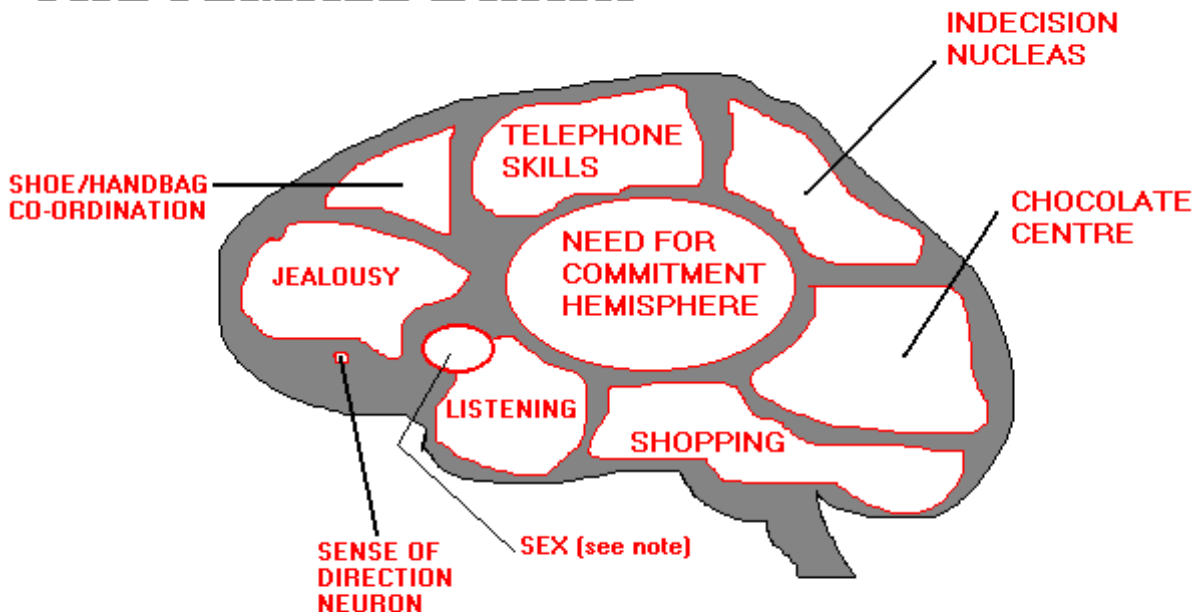 INDECISION
NUCLEAS
TELEPHONE
SKILLS
SHOE/HANDBAG
CO-ORDINATION
CHOCOLATE
CENTRE
NEED FOR
COMMITMENT
HEMISPHERE
JEALOUSY
LISTENING
SHOPPING
SEX (see note)
SENSE OF
DIRECTION
NEURON